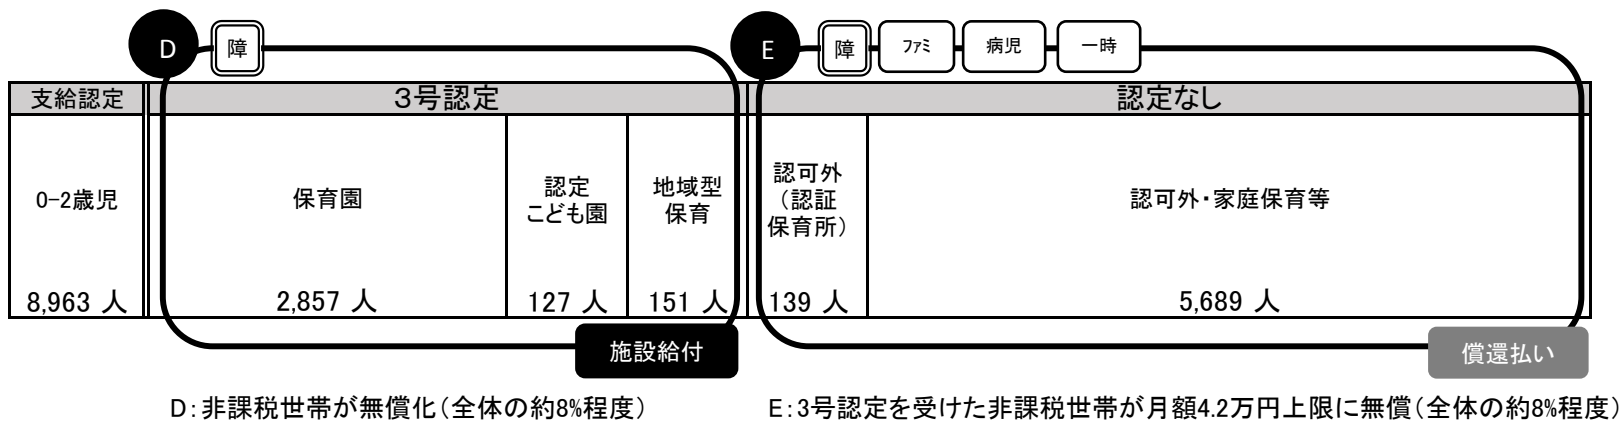 D 障 E 障 ﾌｧﾐ 病児 一時
支給認定 3号認定 認定なし
0-2歳児 保育園 認定
こども園 地域型
保育 認可外
(認証
保育所) 認可外・家庭保育等
8,963 人 2,857 人 127 人 151 人 139 人 5,689 人
施設給付 償還払い
D:非課税世帯が無償化(全体の約8%程度) E:3号認定を受けた非課税世帯が月額4.2万円上限に無償(全体の約8%程度)